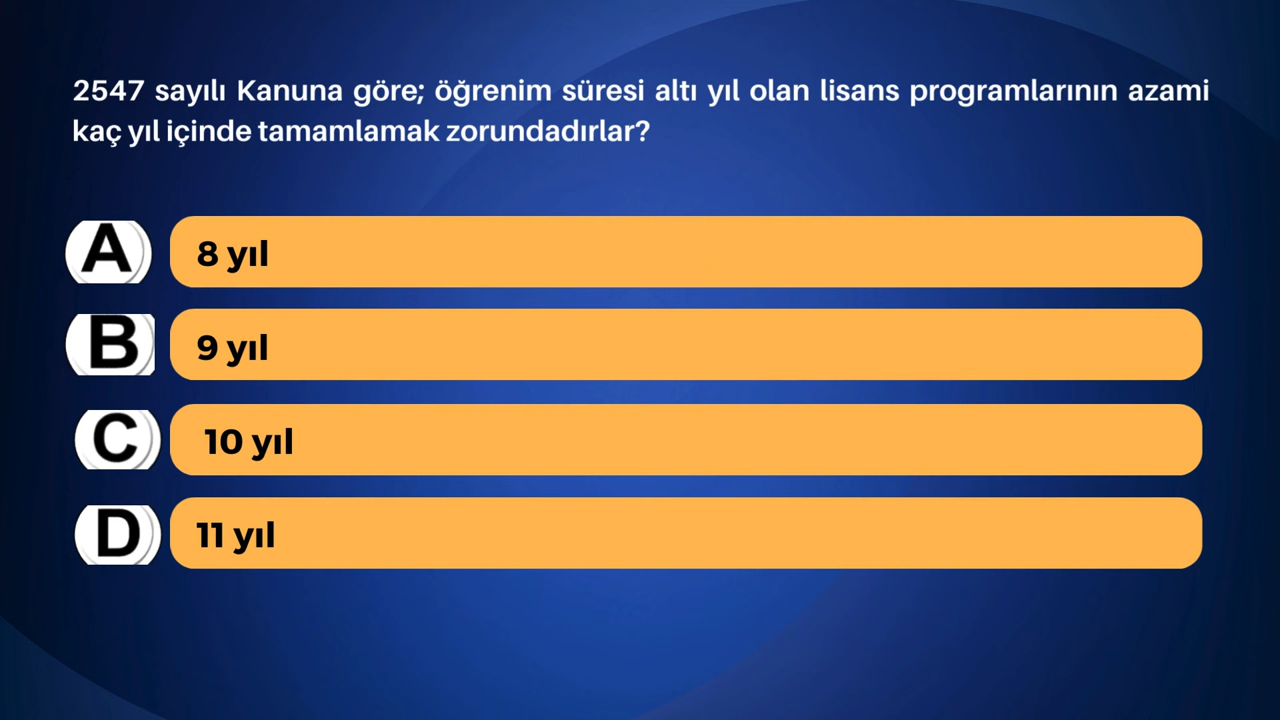 2547 sayılı Kanuna göre; öğrenim süresi altı yıl olan lisans programlarının azami
kaç yıl içinde tamamlamak zorundadırlar?
A 8 yıl
B 9 yıl
C 10 yıl
D 11 yıl